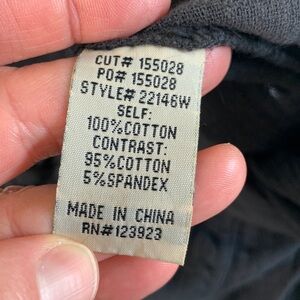 CUT# 155028
PO# 155028
STYLE# 22146W
SELF:
100%COTTON
CONTRAST:
95%COTTON
5%SPANDEX
MADE IN CHINA
RN#123923